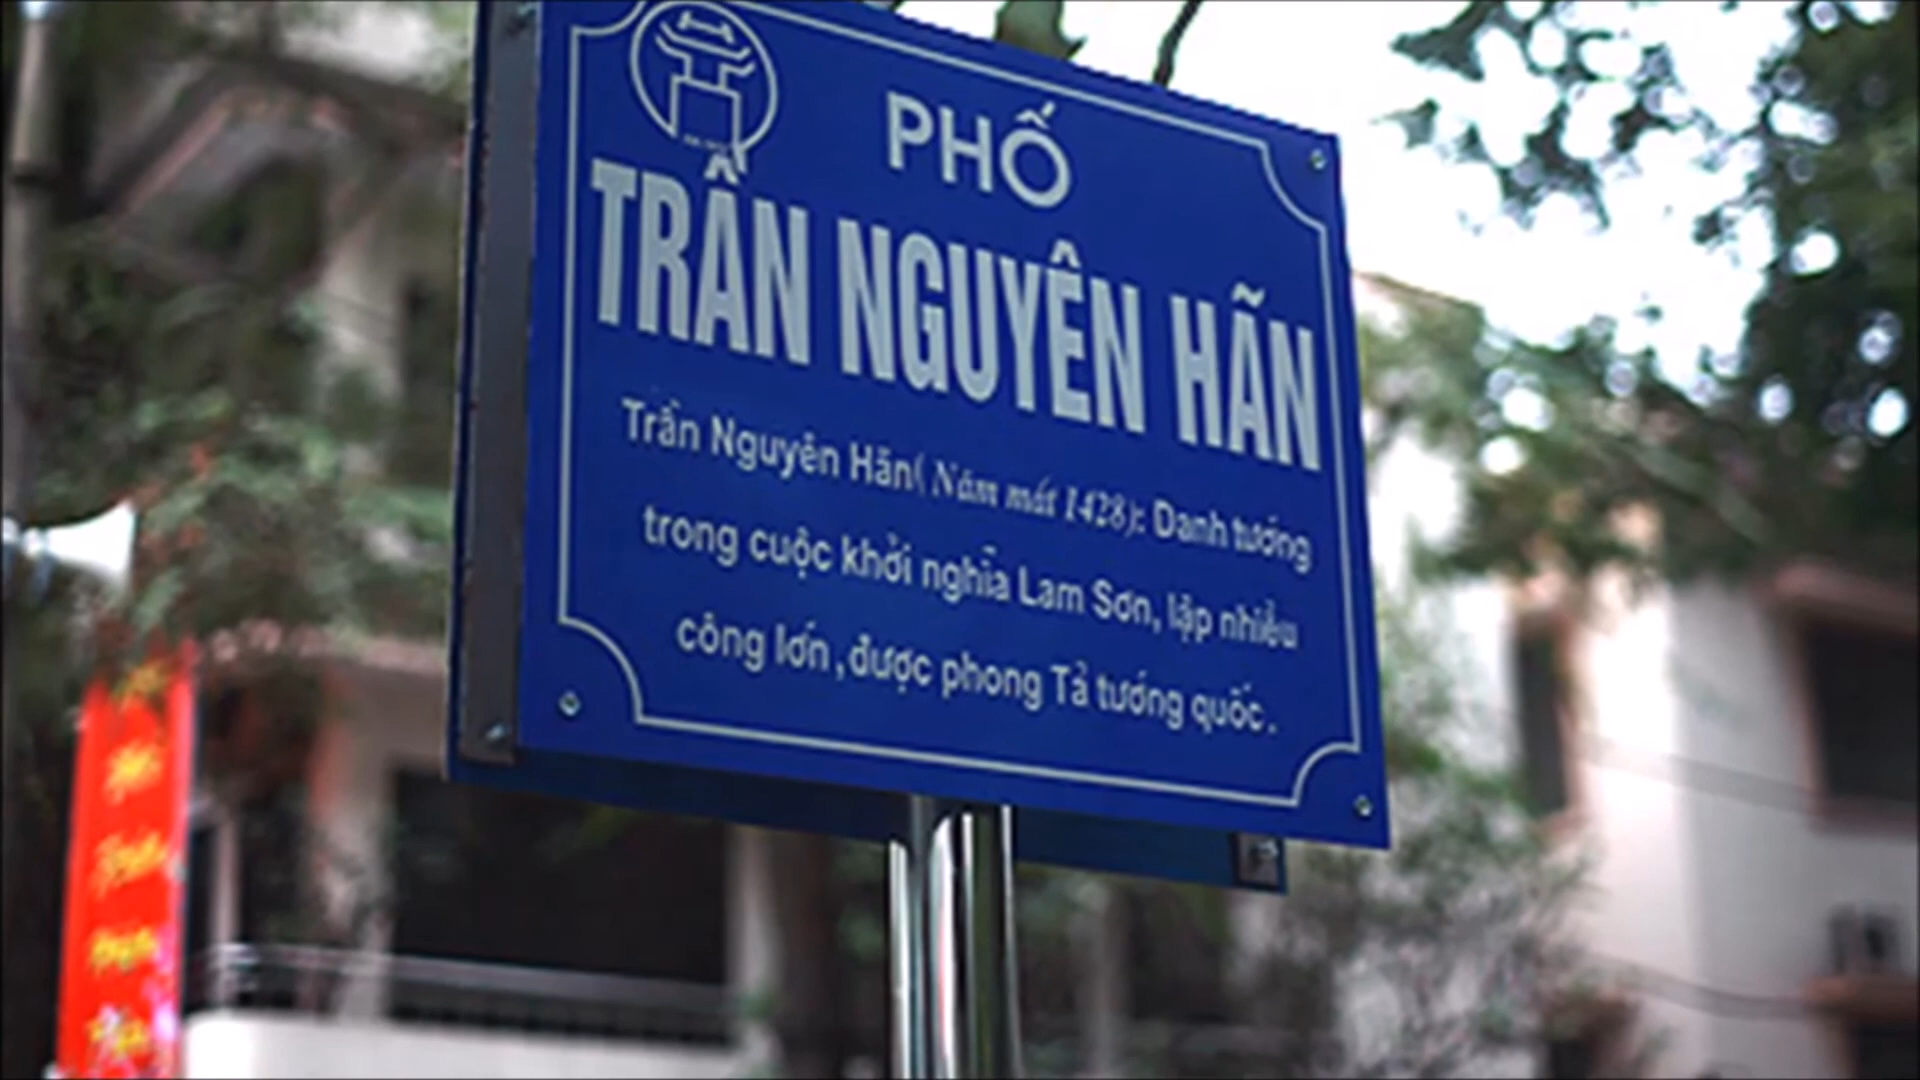 PHỐ
TRẦN NGUYÊN HÃN
Trần Nguyên Hãn( Năm mất 1428): Danh tướng
trong cuộc khởi nghĩa Lam Sơn, lập nhiều
công lớn ,được phong Tả tướng quốc.